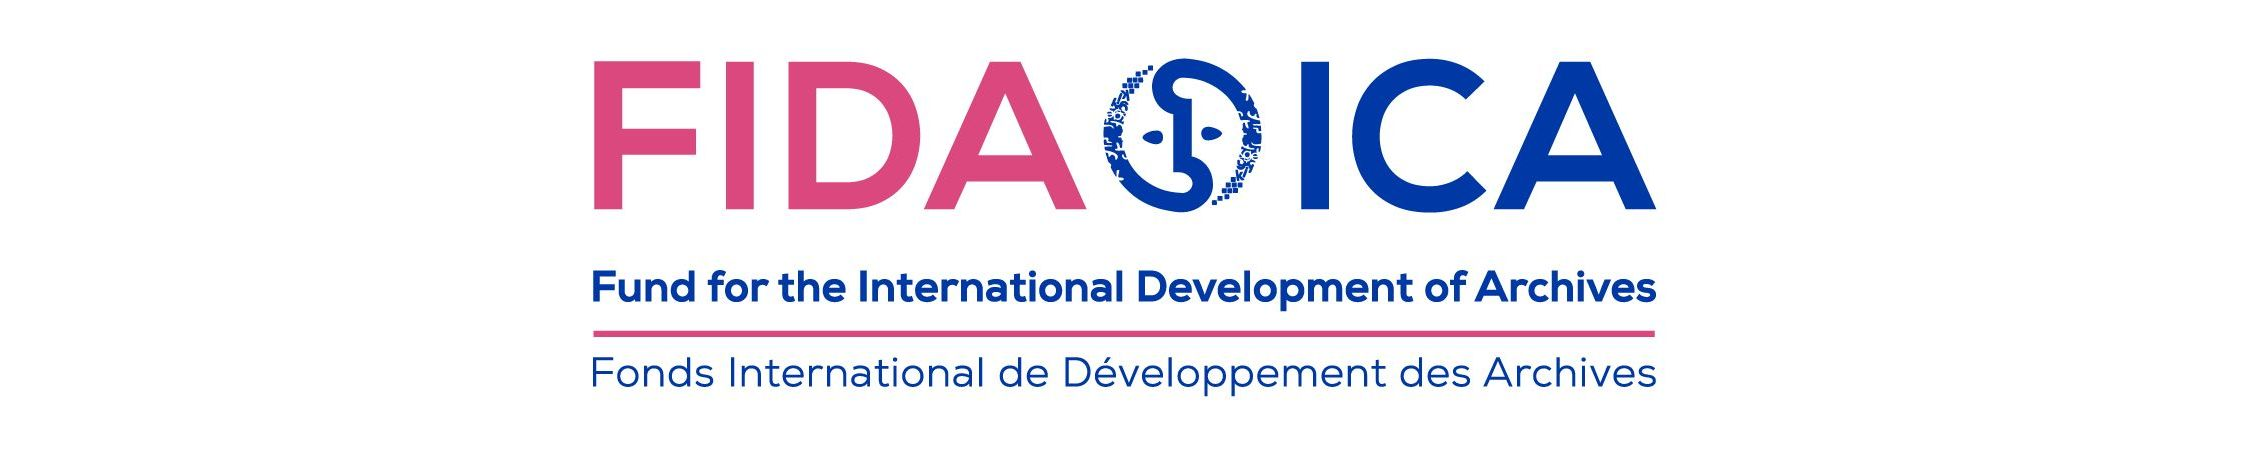 FIDA ICA
Fund for the International Development of Archives
Fonds International de Développement des Archives